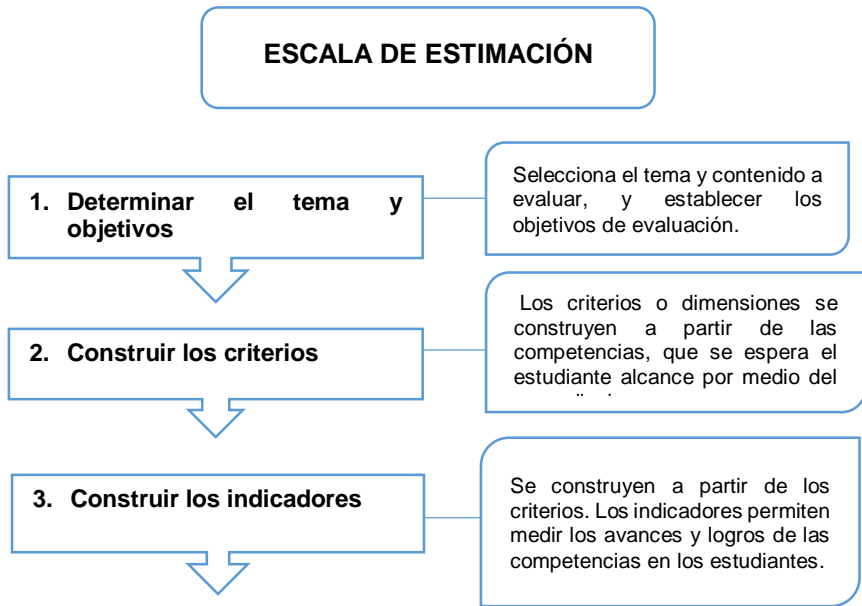 ESCALA DE ESTIMACIÓN
1. Determinar el tema y
objetivos
Selecciona el tema y contenido a
evaluar, y establecer los
objetivos de evaluación.
2. Construir los criterios
Los criterios o dimensiones se
construyen a partir de las
competencias, que se espera el
estudiante alcance por medio del
3. Construir los indicadores
Se construyen a partir de los
criterios. Los indicadores permiten
medir los avances y logros de las
competencias en los estudiantes.